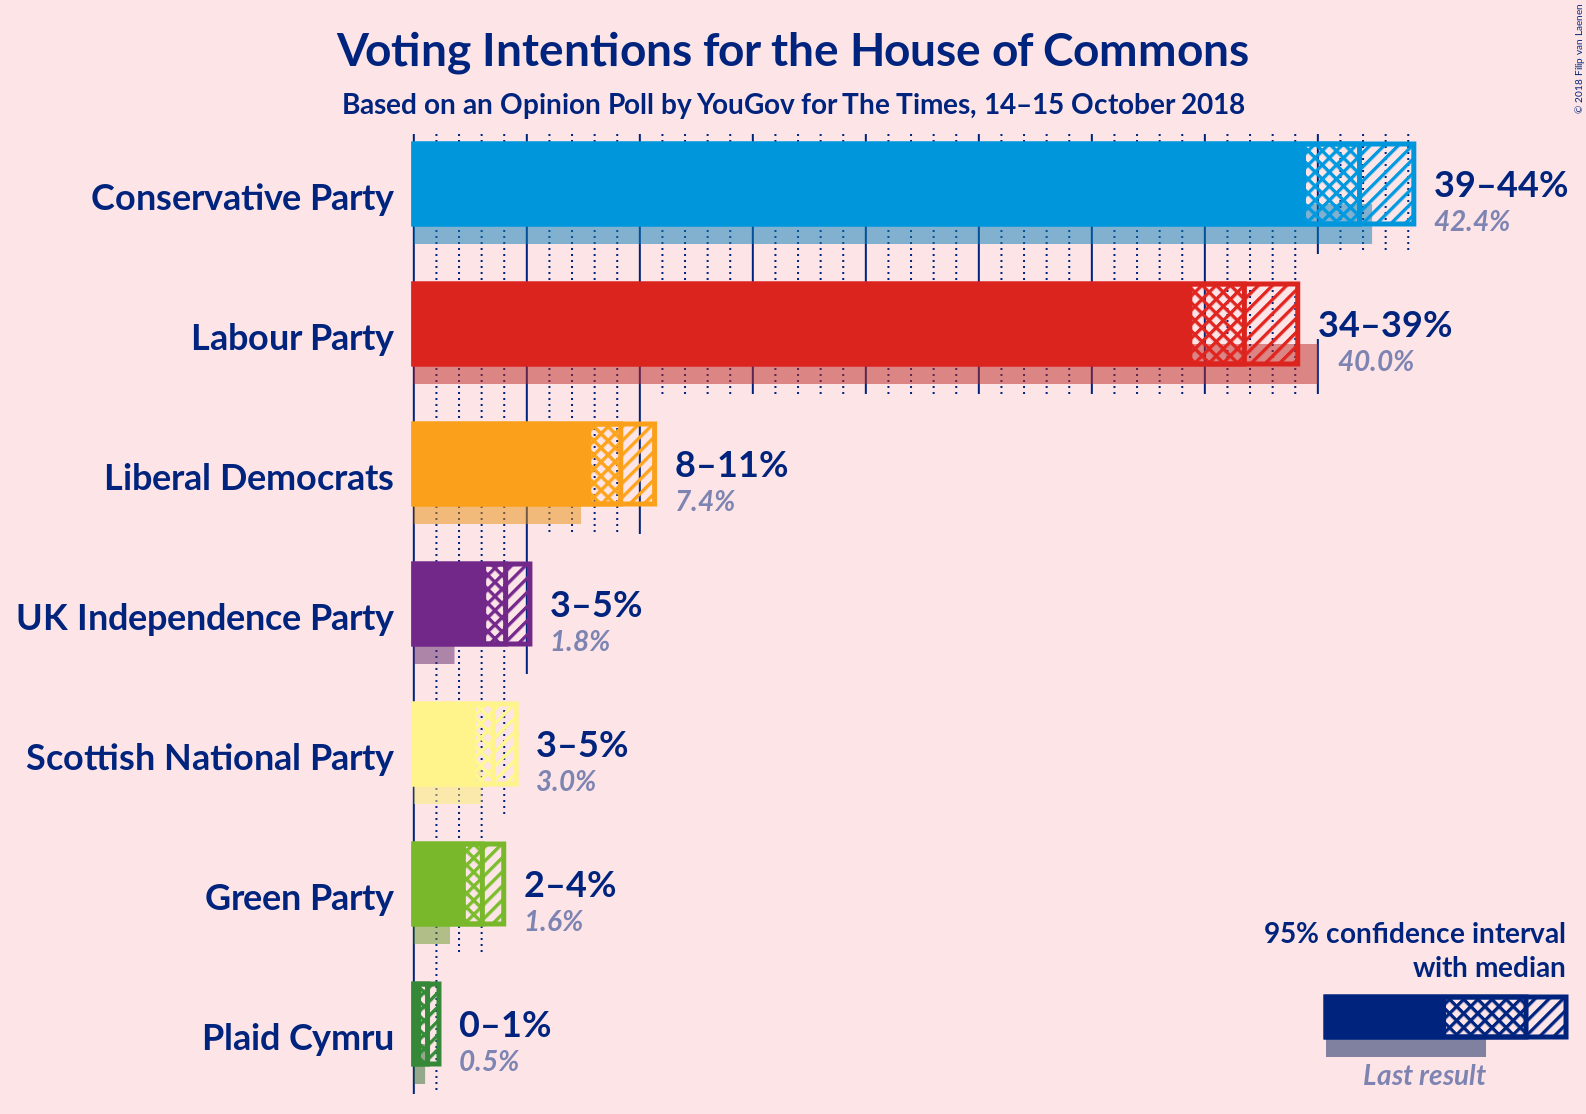 Voting Intentions for the House of Commons
Based on an Opinion Poll by YouGov for The Times, 14–15 October 2018
© 2018 Filip van Laenen
Conservative Party
39–44%
42.4%
Labour Party
34–39%
40.0%
Liberal Democrats
8–11%
7.4%
UK Independence Party
3–5%
1.8%
Scottish National Party
3–5%
3.0%
Green Party
2–4%
1.6%
Plaid Cymru
0–1%
0.5%
95% confidence interval
with median
Last result